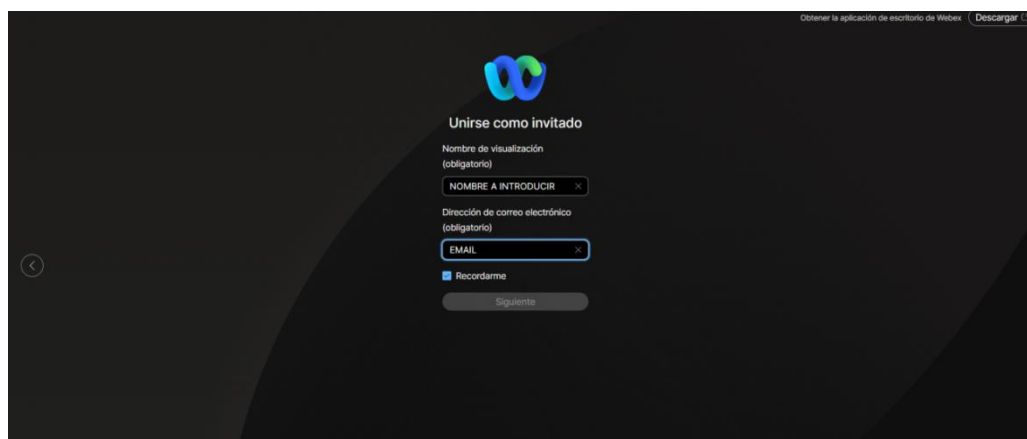 Obtener la aplicación de escritorio de Webex Descargar
Unirse como invitado
Nombre de visualización
(obligatorio)
NOMBRE A INTRODUCIR
Dirección de correo electrónico
(obligatorio)
EMAIL
Recordarme
Siguiente